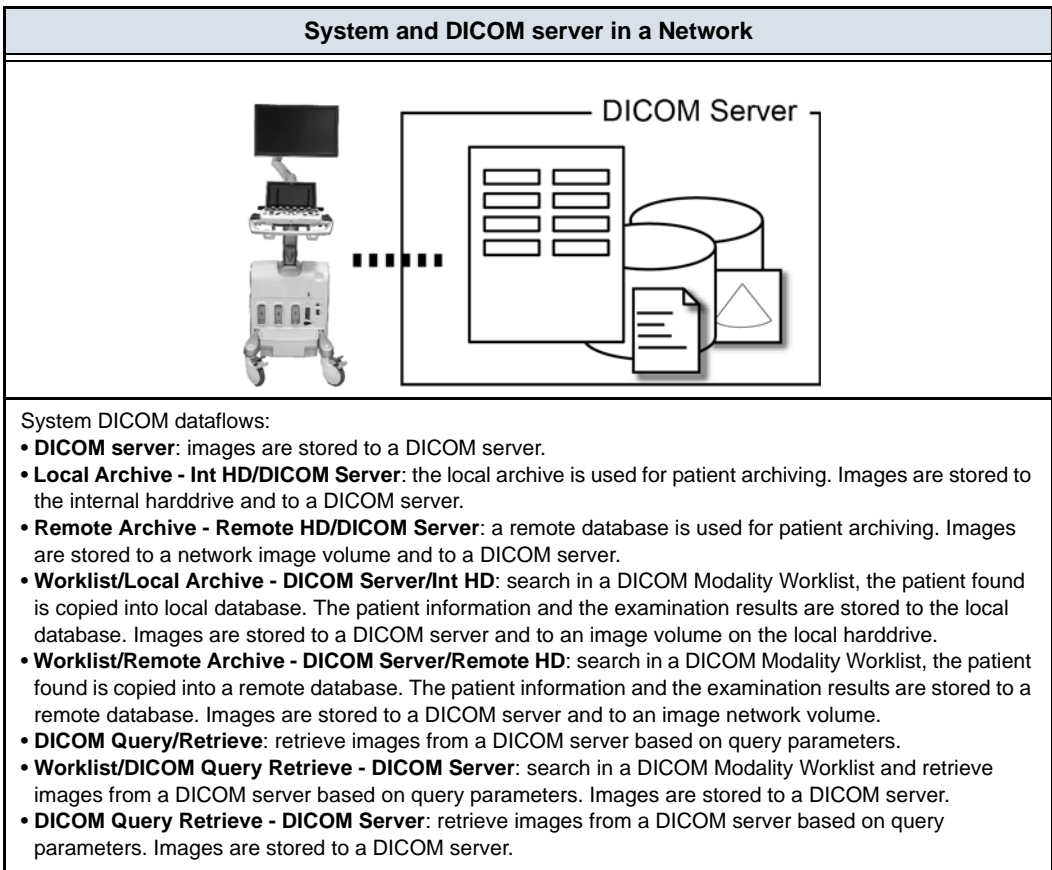 System and DICOM server in a Network
DICOM Server
System DICOM dataflows:
• DICOM server: images are stored to a DICOM server.
• Local Archive - Int HD/DICOM Server: the local archive is used for patient archiving. Images are stored to
the internal harddrive and to a DICOM server.
• Remote Archive - Remote HD/DICOM Server: a remote database is used for patient archiving. Images
are stored to a network image volume and to a DICOM server.
• Worklist/Local Archive - DICOM Server/Int HD: search in a DICOM Modality Worklist, the patient found
is copied into local database. The patient information and the examination results are stored to the local
database. Images are stored to a DICOM server and to an image volume on the local harddrive.
• Worklist/Remote Archive - DICOM Server/Remote HD: search in a DICOM Modality Worklist, the patient
found is copied into a remote database. The patient information and the examination results are stored to a
remote database. Images are stored to a DICOM server and to an image network volume.
• DICOM Query/Retrieve: retrieve images from a DICOM server based on query parameters.
• Worklist/DICOM Query Retrieve - DICOM Server: search in a DICOM Modality Worklist and retrieve
images from a DICOM server based on query parameters. Images are stored to a DICOM server.
• DICOM Query Retrieve - DICOM Server: retrieve images from a DICOM server based on query
parameters. Images are stored to a DICOM server.